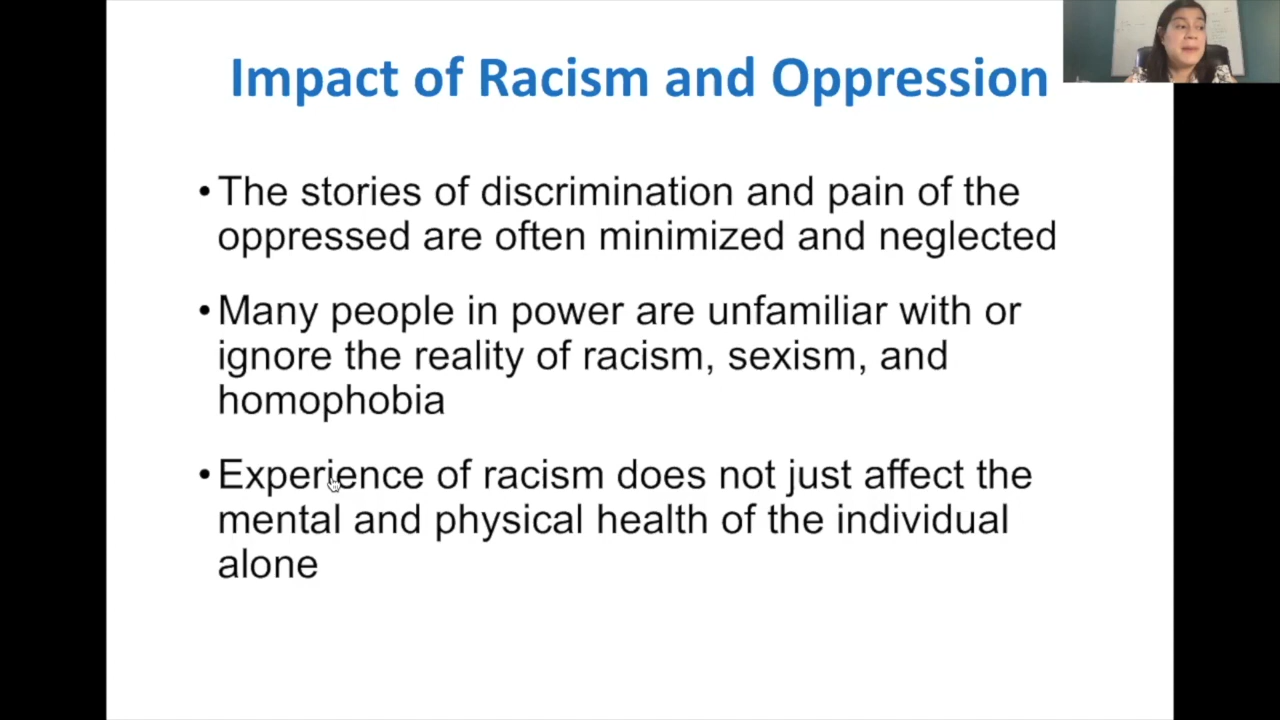 Impact of Racism and Oppression
• The stories of discrimination and pain of the
oppressed are often minimized and neglected
• Many people in power are unfamiliar with or
ignore the reality of racism, sexism, and
homophobia
• Experience of racism does not just affect the
mental and physical health of the individual
alone